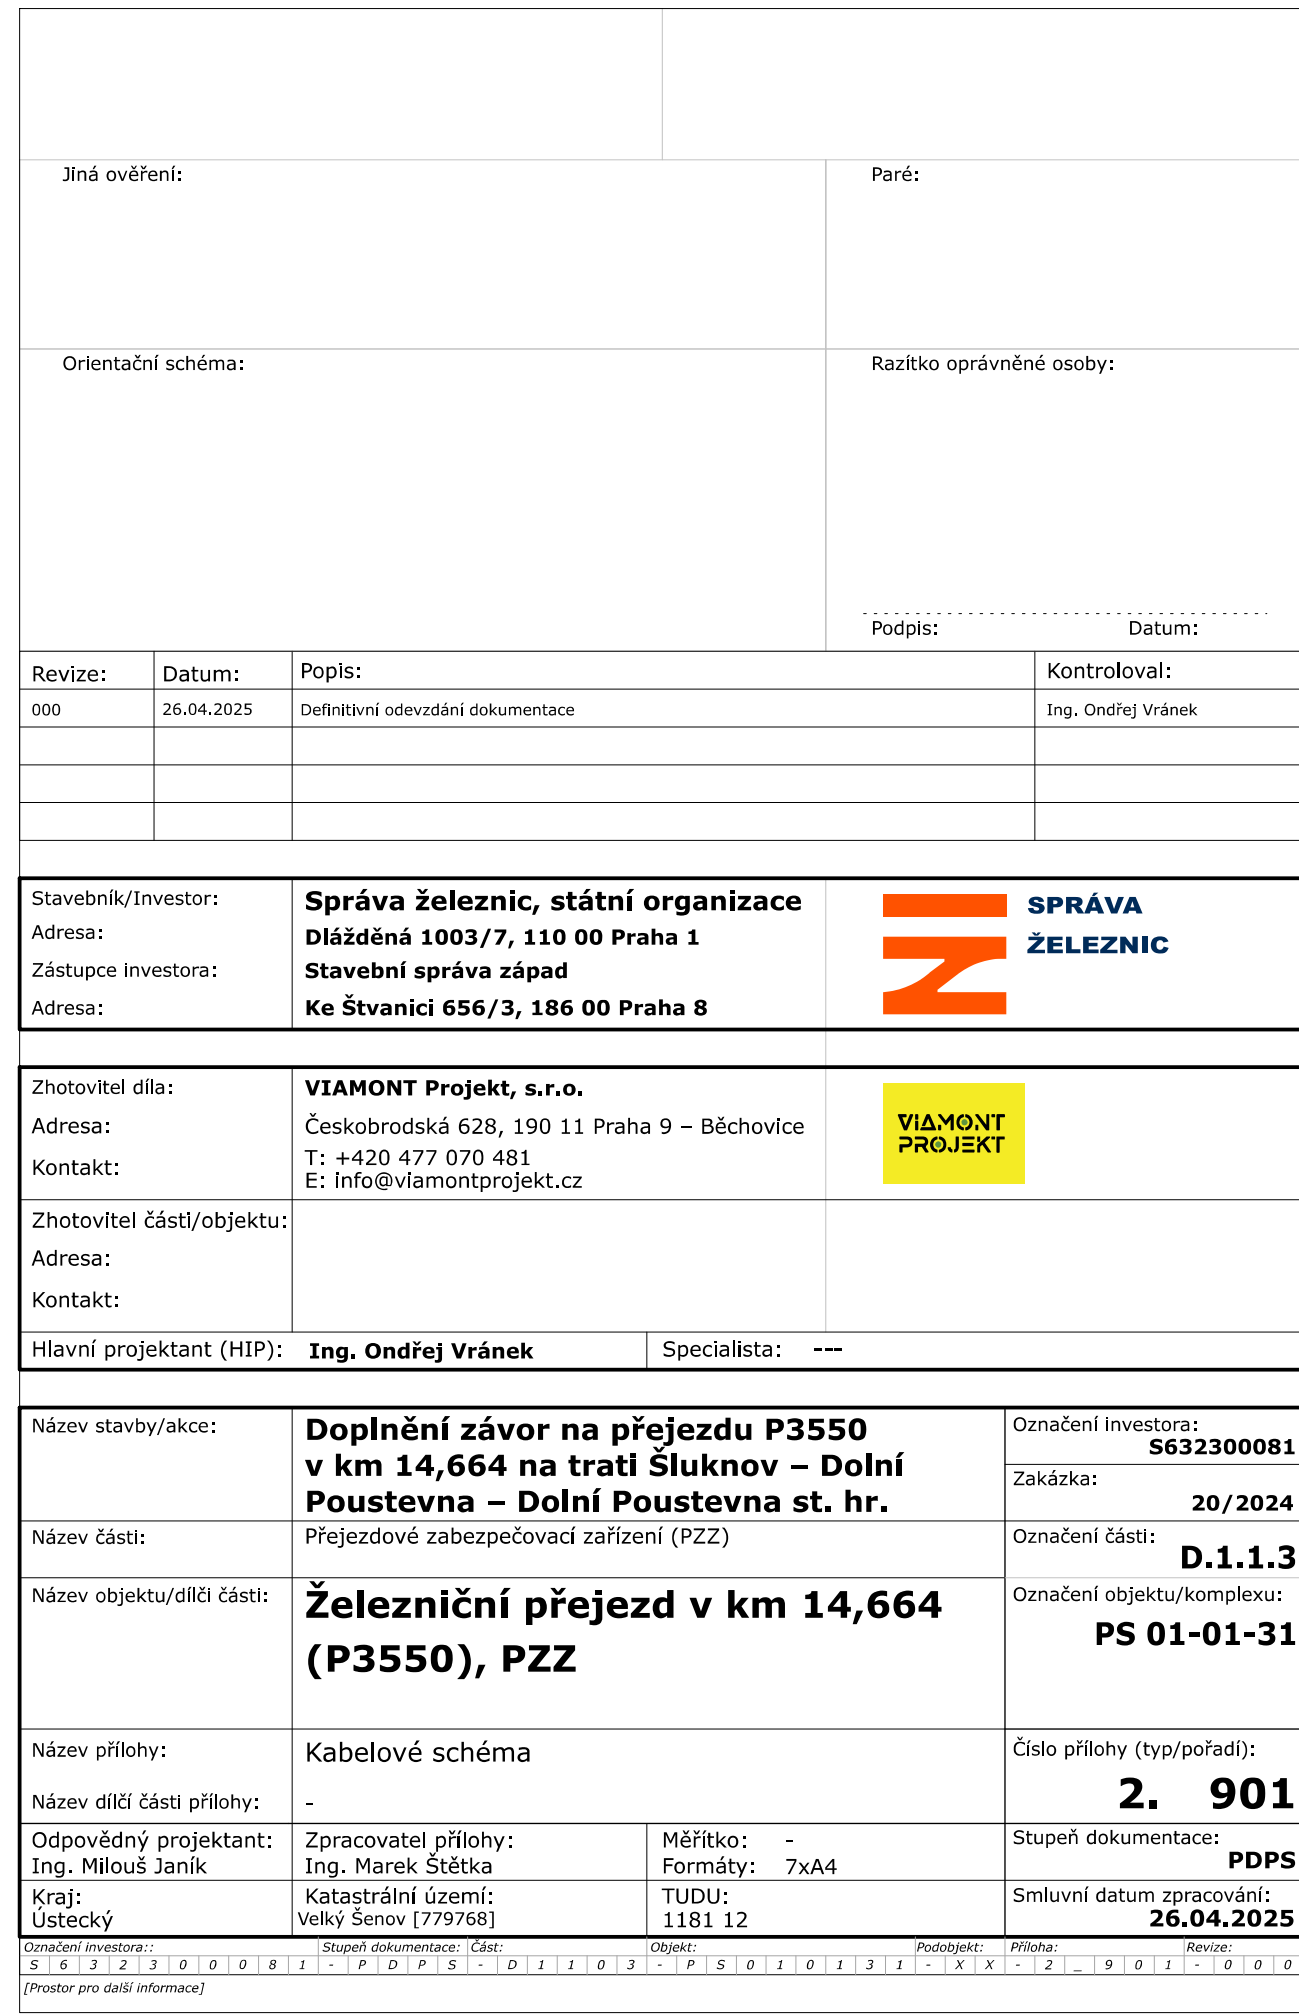 Jiná ověření:
Paré:
Orientační schéma:
Razítko oprávněné osoby:
Podpis:
Datum:
Revize: Datum: Popis: Kontroloval:
000 26.04.2025 Definitivní odevzdání dokumentace Ing. Ondřej Vránek
Stavebník/Investor: Správa železnic, státní organizace
Adresa: Dlážděná 1003/7, 110 00 Praha 1
Zástupce investora: Stavební správa západ
Adresa: Ke Štvanici 656/3, 186 00 Praha 8
SPRÁVA
ŽELEZNIC
Zhotovitel díla: VIAMONT Projekt, s.r.o.
Adresa: Českobrodská 628, 190 11 Praha 9 – Běchovice
Kontakt: T: +420 477 070 481
E: info@viamontprojekt.cz
VIAMONT
PROJEKT
Zhotovitel části/objektu:
Adresa:
Kontakt:
Hlavní projektant (HIP): Ing. Ondřej Vránek Specialista: ---
Název stavby/akce: Doplnění závor na přejezdu P3550
v km 14,664 na trati Šluknov – Dolní
Poustevna – Dolní Poustevna st. hr.
Označení investora:
S632300081
Zakázka:
20/2024
Název části: Přejezdové zabezpečovací zařízení (PZZ)
Označení části:
D.1.1.3
Název objektu/dílči části: Železniční přejezd v km 14,664
(P3550), PZZ
Označení objektu/komplexu:
PS 01-01-31
Název přílohy: Kabelové schéma
Název dílčí části přílohy: -
Číslo přílohy (typ/pořadí):
2. 901
Odpovědný projektant: Zpracovatel přílohy: Měřítko: - Stupeň dokumentace:
Ing. Milouš Janík Ing. Marek Štětka Formáty: 7xA4 PDPS
Kraj: Katastrální území: TUDU: Smluvní datum zpracování:
Ústecký Velký Šenov [779768] 1181 12 26.04.2025
Označení investora:: Stupeň dokumentace: Část: Objekt: Podobjekt: Příloha: Revize:
S 6 3 2 3 0 0 0 8 1 - P D P S - D 1 1 0 3 - P S 0 1 0 1 3 1 - X X - 2 _ 9 0 1 - 0 0 0
[Prostor pro další informace]